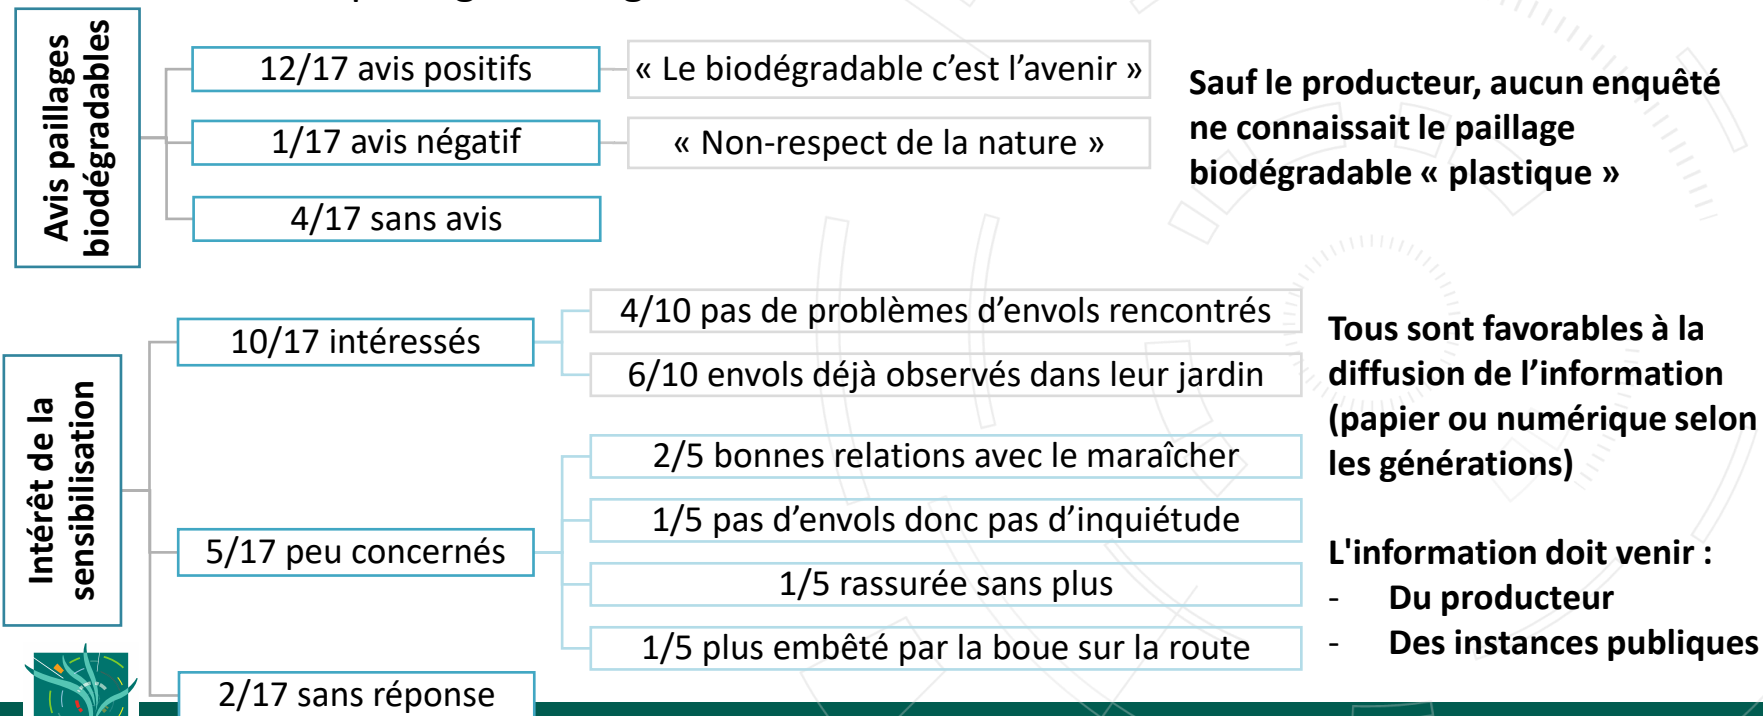 Avis paillages
biodégradables
12/17 avis positifs
« Le biodégradable c’est l’avenir »
1/17 avis négatif
« Non-respect de la nature »
4/17 sans avis
Sauf le producteur, aucun enquêté
ne connaissait le paillage
biodégradable « plastique »
Intérêt de la
sensibilisation
10/17 intéressés
4/10 pas de problèmes d’envols rencontrés
6/10 envols déjà observés dans leur jardin
5/17 peu concernés
2/5 bonnes relations avec le maraîcher
1/5 pas d’envols donc pas d’inquiétude
1/5 rassurée sans plus
1/5 plus embêté par la boue sur la route
2/17 sans réponse
Tous sont favorables à la
diffusion de l’information
(papier ou numérique selon
les générations)
L'information doit venir :
- Du producteur
- Des instances publiques